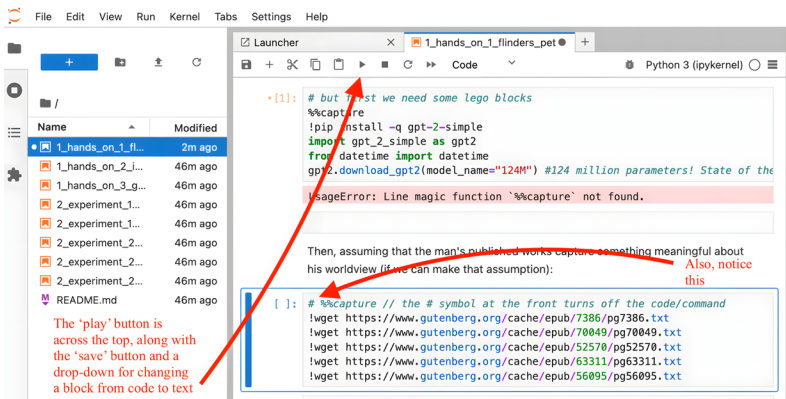 File Edit View Run Kernel Tabs Settings Help
Launcher
1_hands_on_1_flinders_pet
Code
Python 3 (ipykernel)
/
Name Modified
1_hands_on_1_fl... 2m ago
1_hands_on_2_i... 46m ago
1_hands_on_3_g... 46m ago
2_experiment_1... 46m ago
2_experiment_1... 46m ago
2_experiment_2... 46m ago
2_experiment_2... 46m ago
2_experiment_2... 46m ago
README.md 46m ago
The ‘play’ button is
across the top, along with
the ‘save’ button and a
drop-down for changing
a block from code to text
[1]:
# but first we need some lego blocks
%%capture
!pip install -q gpt-2-simple
import gpt_2_simple as gpt2
from datetime import datetime
gpt2.download_gpt2(model_name="124M") #124 million parameters! State of the
UsageError: Line magic function `%%capture` not found.
Then, assuming that the man's published works capture something meaningful about
his worldview (if we can make that assumption):
Also, notice
this
[ ]:
# %%capture // the # symbol at the front turns off the code/command
!wget https://www.gutenberg.org/cache/epub/7386/pg7386.txt
!wget https://www.gutenberg.org/cache/epub/70049/pg70049.txt
!wget https://www.gutenberg.org/cache/epub/52570/pg52570.txt
!wget https://www.gutenberg.org/cache/epub/63311/pg63311.txt
!wget https://www.gutenberg.org/cache/epub/56095/pg56095.txt